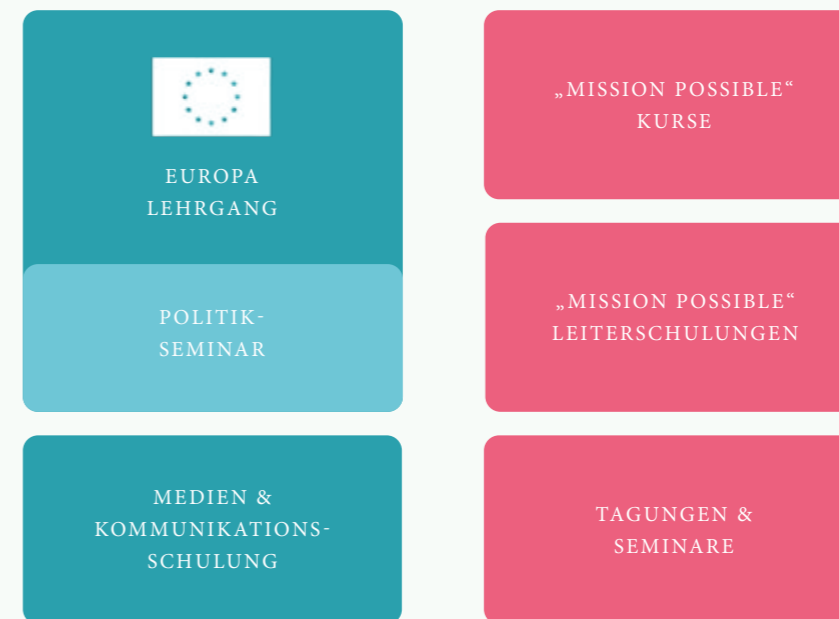 EUROPA
LEHRGANG
POLITIK-
SEMINAR
MEDIEN &
KOMMUNIKATIONS-
SCHULUNG
„MISSION POSSIBLE“
KURSE
„MISSION POSSIBLE“
LEITERSCHULUNGEN
TAGUNGEN &
SEMINARE